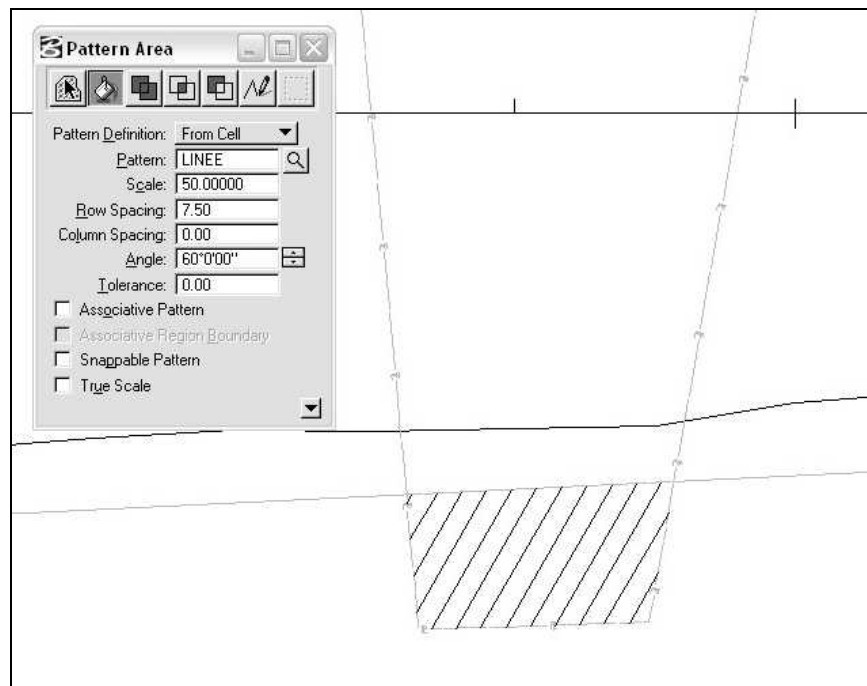 Pattern Area
Pattern Definition: From Cell
Pattern: LINEE
Scale: 50.00000
Row Spacing: 7.50
Column Spacing: 0.00
Angle: 60°0'00"
Tolerance: 0.00
Associative Pattern
Associative Region Boundary
Snappable Pattern
True Scale